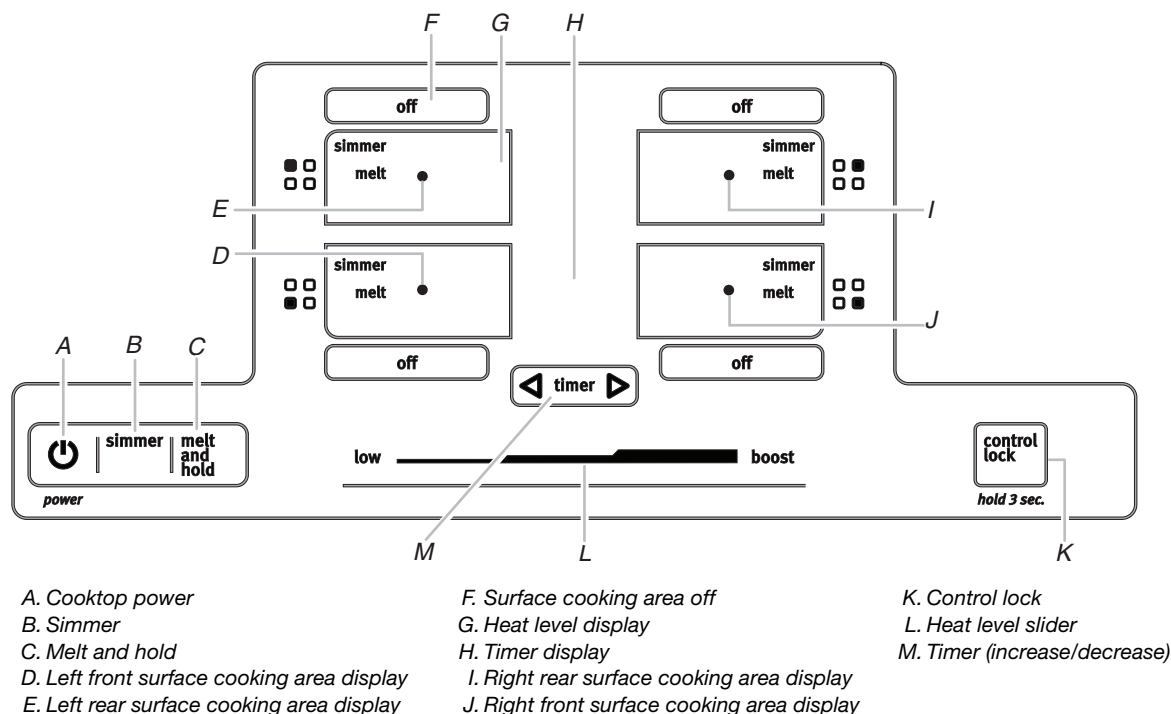 F G H
off off
simmer simmer
melt melt
E I
D
simmer simmer
melt melt
J
A B C
off off
timer
simmer melt and hold
low boost
control lock
power
hold 3 sec.
M L K
A. Cooktop power
B. Simmer
C. Melt and hold
D. Left front surface cooking area display
E. Left rear surface cooking area display
F. Surface cooking area off
G. Heat level display
H. Timer display
I. Right rear surface cooking area display
J. Right front surface cooking area display
K. Control lock
L. Heat level slider
M. Timer (increase/decrease)